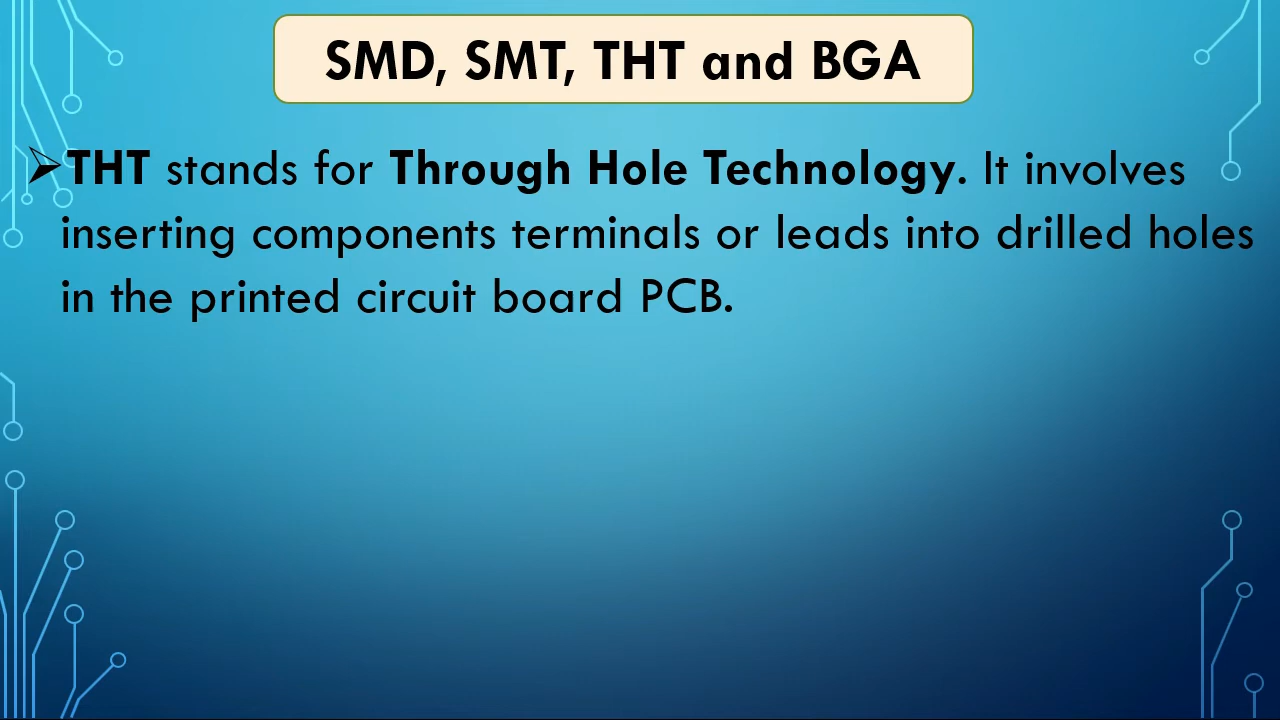 SMD, SMT, THT and BGA
➢THT stands for Through Hole Technology. It involves
inserting components terminals or leads into drilled holes
in the printed circuit board PCB.